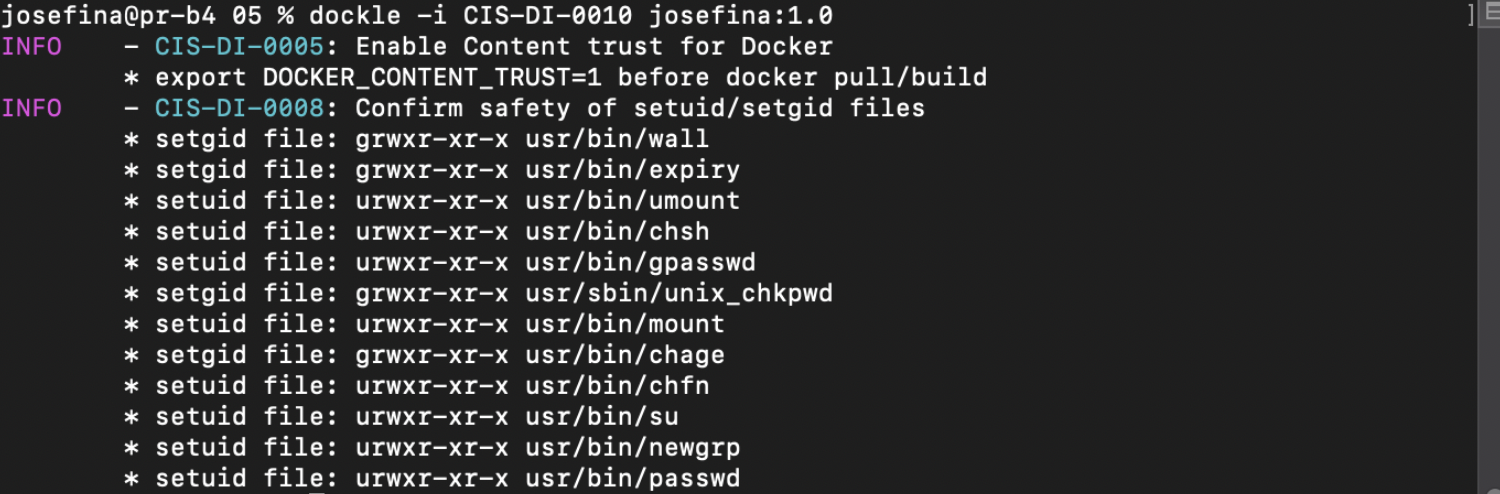 josefina@pr-b4 05 % dockle -i CIS-DI-0010 josefina:1.0 ]
INFO - CIS-DI-0005: Enable Content trust for Docker
* export DOCKER_CONTENT_TRUST=1 before docker pull/build
INFO - CIS-DI-0008: Confirm safety of setuid/setgid files
* setgid file: grwxr-xr-x usr/bin/wall
* setgid file: grwxr-xr-x usr/bin/expiry
* setuid file: urwxr-xr-x usr/bin/umount
* setuid file: urwxr-xr-x usr/bin/chsh
* setuid file: urwxr-xr-x usr/bin/gpasswd
* setgid file: grwxr-xr-x usr/sbin/unix_chkpwd
* setuid file: urwxr-xr-x usr/bin/mount
* setgid file: grwxr-xr-x usr/bin/chage
* setuid file: urwxr-xr-x usr/bin/chfn
* setuid file: urwxr-xr-x usr/bin/su
* setuid file: urwxr-xr-x usr/bin/newgrp
* setuid file: urwxr-xr-x usr/bin/passwd